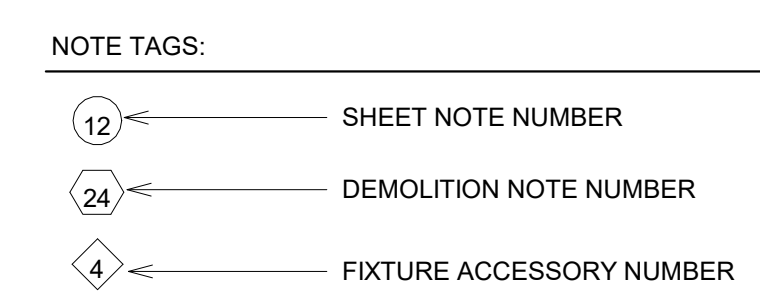 NOTE TAGS:
12 SHEET NOTE NUMBER
24 DEMOLITION NOTE NUMBER
4 FIXTURE ACCESSORY NUMBER